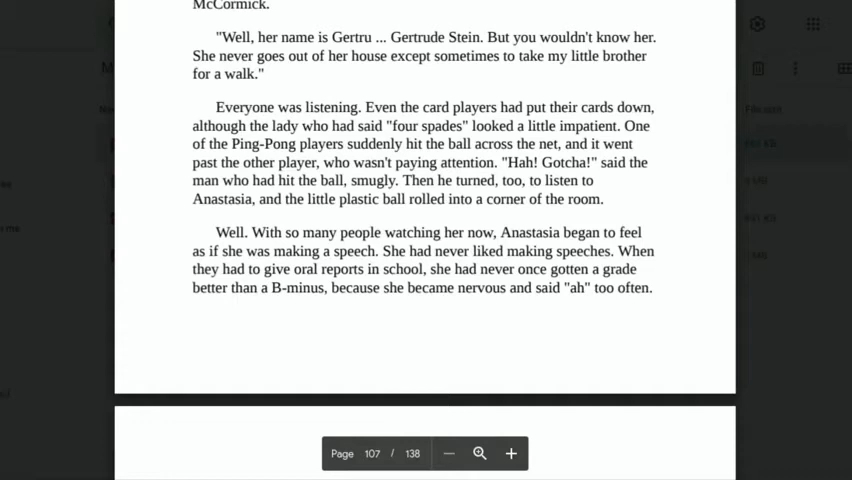 McCormick.
"Well, her name is Gertru ... Gertrude Stein. But you wouldn't know her.
She never goes out of her house except sometimes to take my little brother
for a walk."
Everyone was listening. Even the card players had put their cards down,
although the lady who had said "four spades" looked a little impatient. One
of the Ping-Pong players suddenly hit the ball across the net, and it went
past the other player, who wasn't paying attention. "Hah! Gotcha!" said the
man who had hit the ball, smugly. Then he turned, too, to listen to
Anastasia, and the little plastic ball rolled into a corner of the room.
Well. With so many people watching her now, Anastasia began to feel
as if she was making a speech. She had never liked making speeches. When
they had to give oral reports in school, she had never once gotten a grade
better than a B-minus, because she became nervous and said "ah" too often.
File size
Page 107 / 138